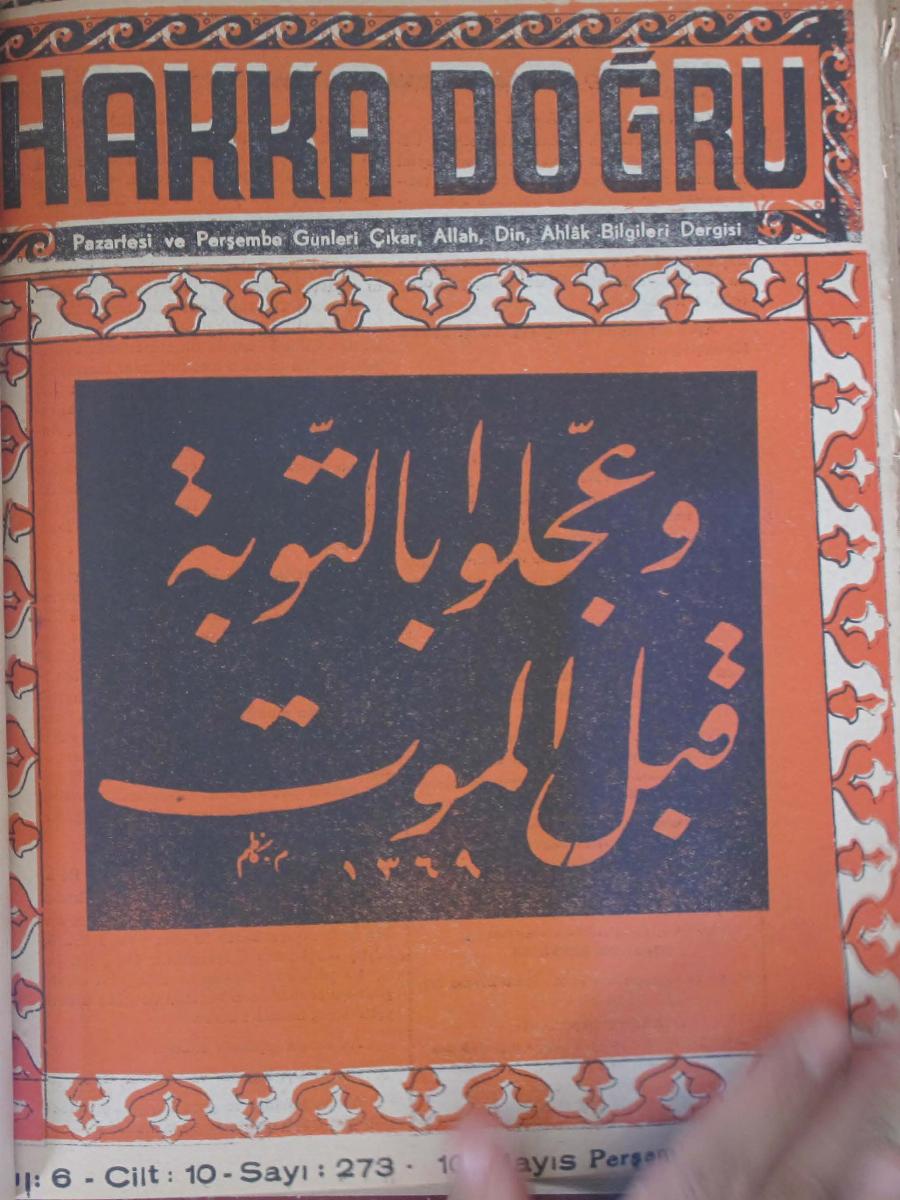 HAKKA DOĞRU
Pazartesi ve Perşembe Günleri Çıkar, Allah, Din, Ahlâk Bilgileri Dergisi
وعجّلوا بالتّوبة
قبل الموت
١٣٦٩
: 6 - Cilt : 10 - Sayı : 273 ·